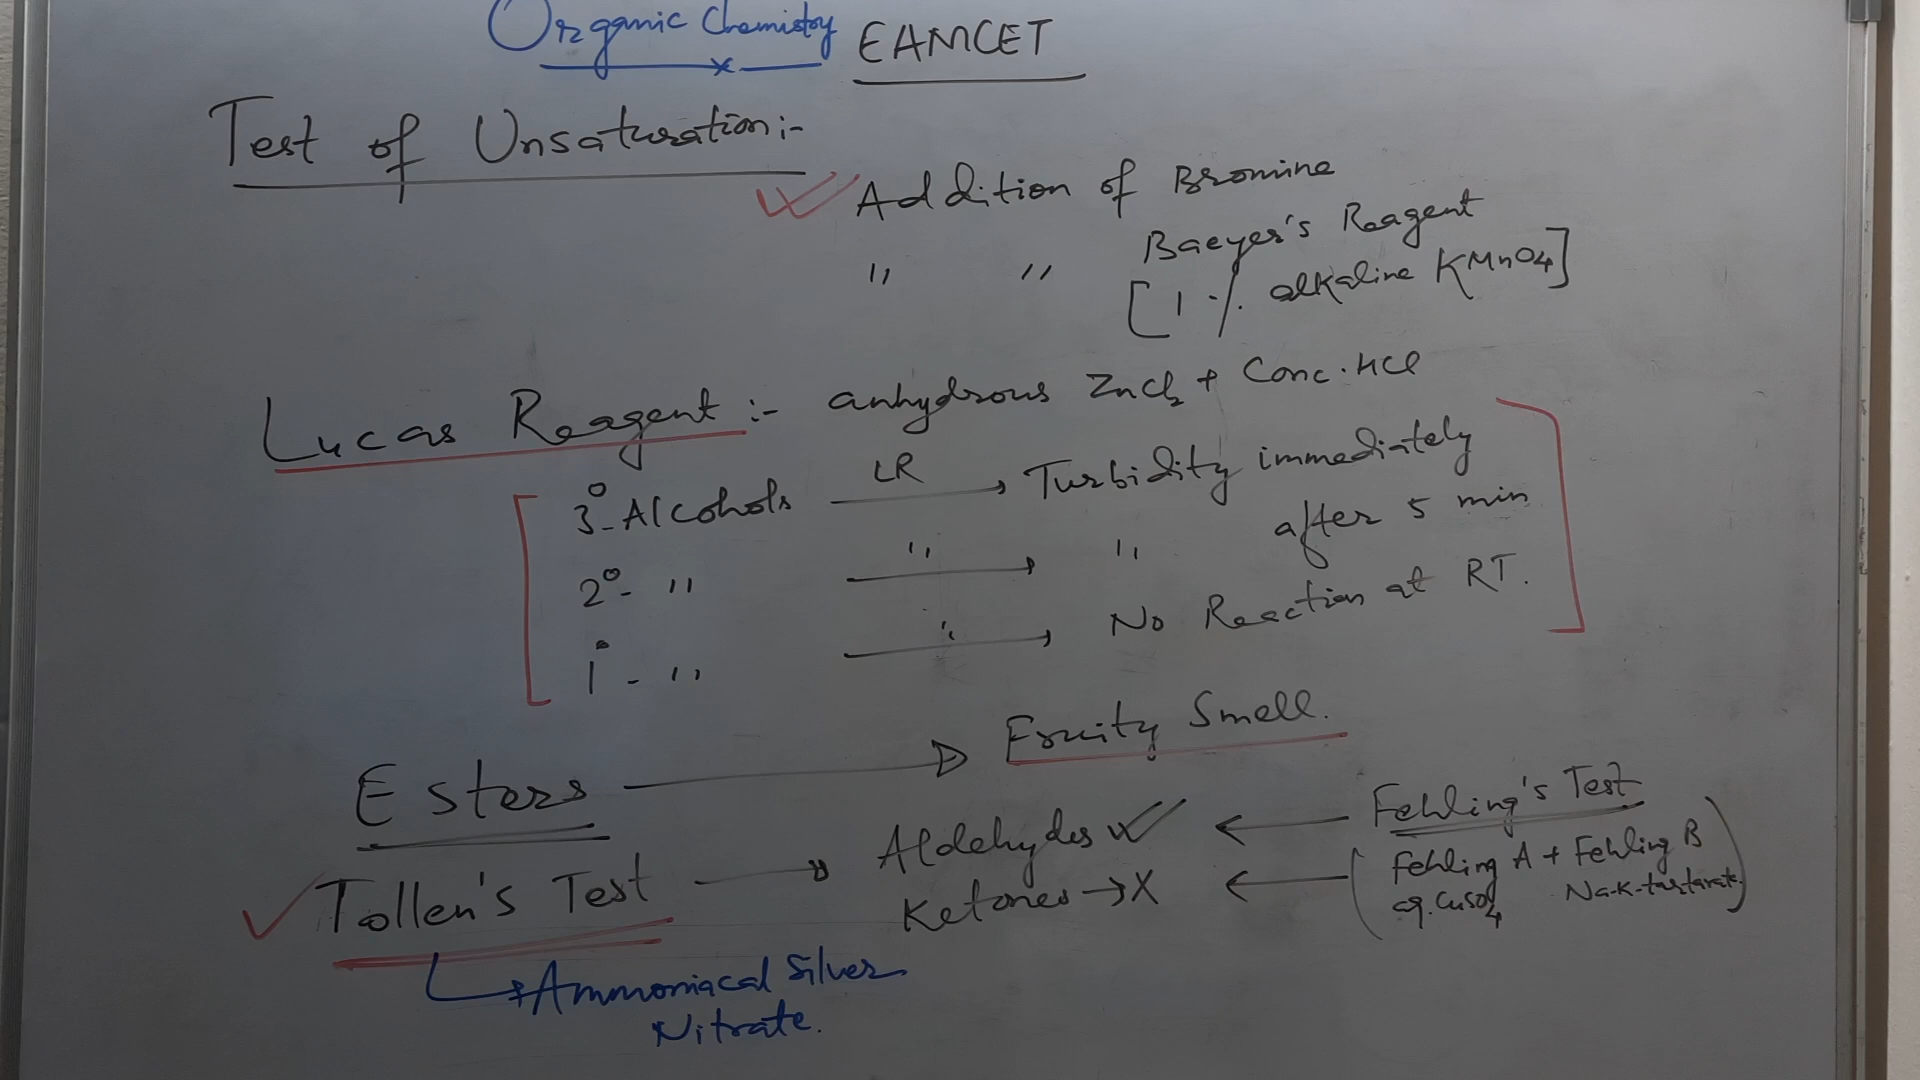 Organic Chemistry EAMCET
Test of Unsaturation:-
Addition of Bromine
" " Baeyer's Reagent
[1 % alkaline KMnO4]
Lucas Reagent :- anhydrous ZnCl2 + Conc. HCl
3°-Alcohols LR → Turbidity immediately
2°- " " → " after 5 min
1°- " " → No Reaction at RT.
Esters → Fruity Smell.
Tollen's Test → Aldehydes ✓ ← Fehling's Test
Ketones → X ← (Fehling A + Fehling B
aq. CuSO4 Na-K-tartarate)
Ammoniacal Silver
Nitrate.